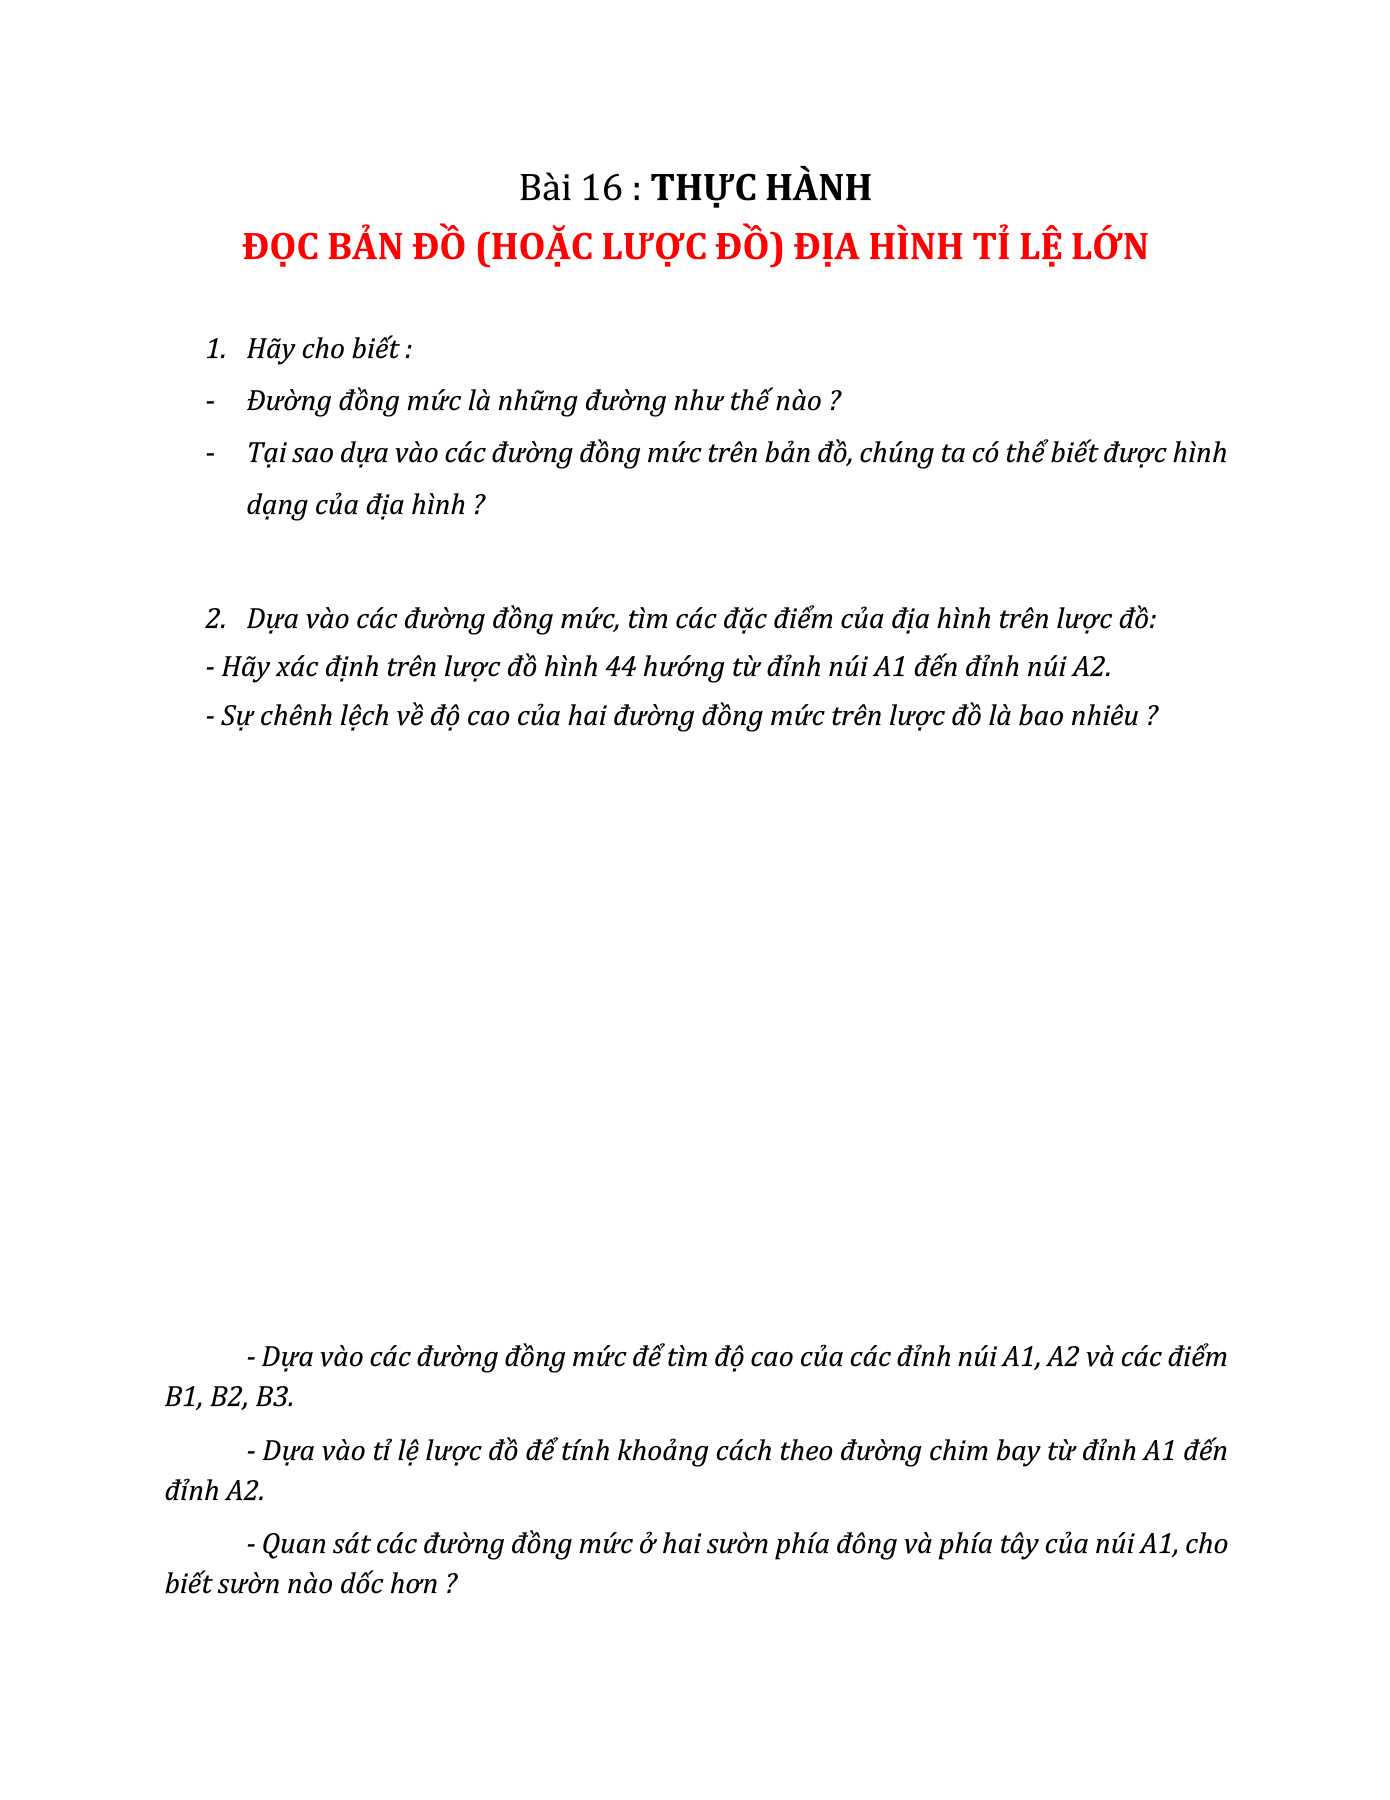 Bài 16 : THỰC HÀNH
ĐỌC BẢN ĐỒ (HOẶC LƯỢC ĐỒ) ĐỊA HÌNH TỈ LỆ LỚN
1. Hãy cho biết :
- Đường đồng mức là những đường như thế nào ?
- Tại sao dựa vào các đường đồng mức trên bản đồ, chúng ta có thể biết được hình
dạng của địa hình ?
2. Dựa vào các đường đồng mức, tìm các đặc điểm của địa hình trên lược đồ:
- Hãy xác định trên lược đồ hình 44 hướng từ đỉnh núi A1 đến đỉnh núi A2.
- Sự chênh lệch về độ cao của hai đường đồng mức trên lược đồ là bao nhiêu ?
- Dựa vào các đường đồng mức để tìm độ cao của các đỉnh núi A1, A2 và các điểm
B1, B2, B3.
- Dựa vào tỉ lệ lược đồ để tính khoảng cách theo đường chim bay từ đỉnh A1 đến
đỉnh A2.
- Quan sát các đường đồng mức ở hai sườn phía đông và phía tây của núi A1, cho
biết sườn nào dốc hơn ?